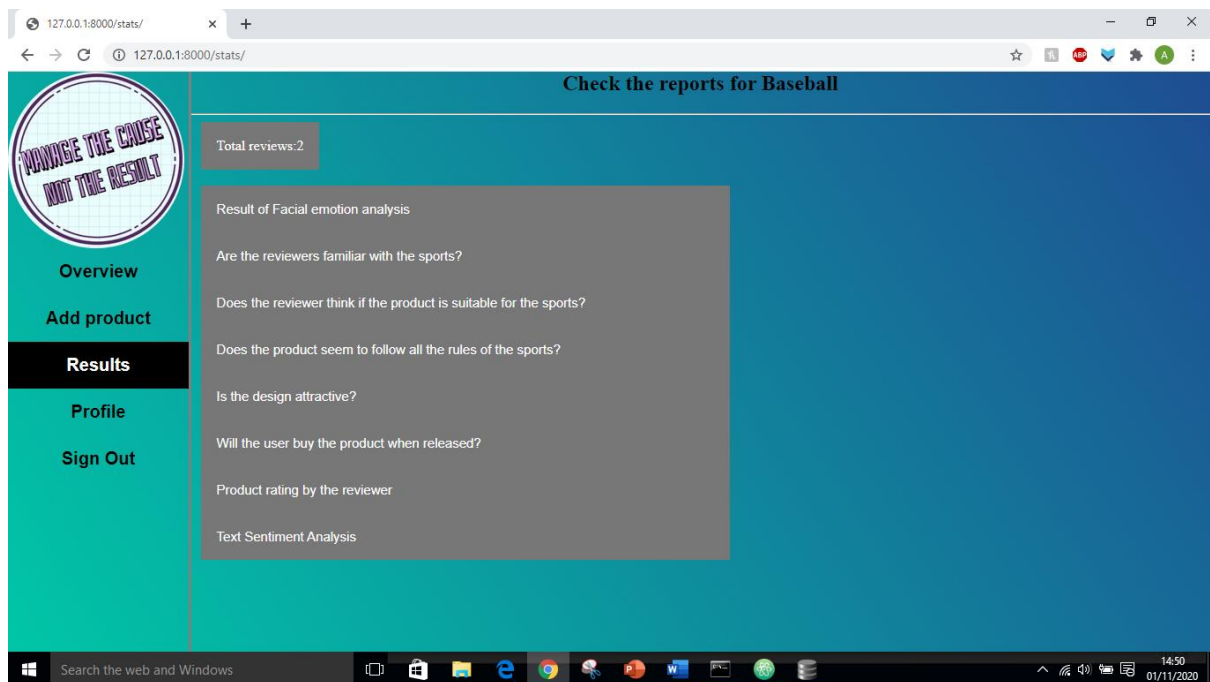 127.0.0.1:8000/stats/
127.0.0.1:8000/stats/
ABP
A
MANAGE THE CAUSE
NOT THE RESULT
Overview
Add product
Results
Profile
Sign Out
Check the reports for Baseball
Total reviews:2
Result of Facial emotion analysis
Are the reviewers familiar with the sports?
Does the reviewer think if the product is suitable for the sports?
Does the product seem to follow all the rules of the sports?
Is the design attractive?
Will the user buy the product when released?
Product rating by the reviewer
Text Sentiment Analysis
Search the web and Windows
14:50
01/11/2020